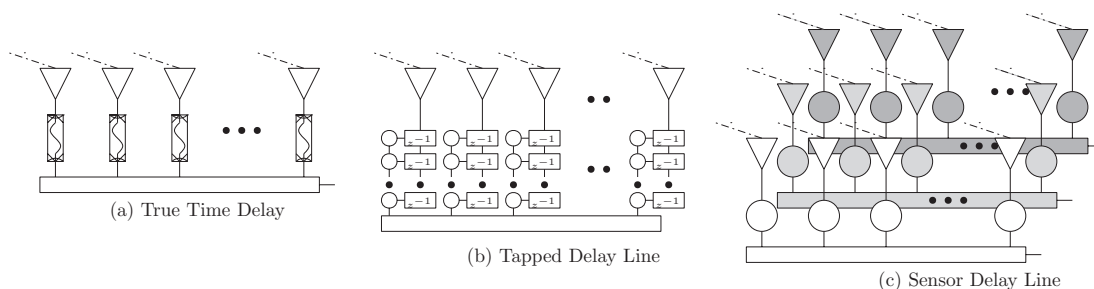 z⁻¹ z⁻¹ z⁻¹ z⁻¹
z⁻¹ z⁻¹ z⁻¹ z⁻¹
z⁻¹ z⁻¹ z⁻¹ z⁻¹
(a) True Time Delay
(b) Tapped Delay Line
(c) Sensor Delay Line